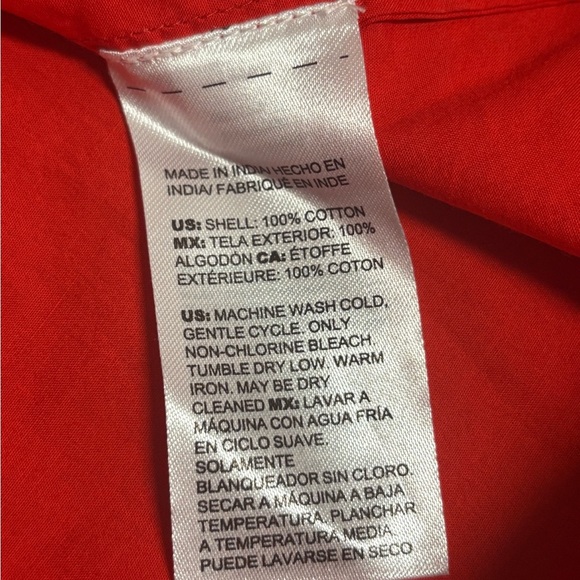 MADE IN INDIA/ HECHO EN
INDIA/ FABRIQUÉ EN INDE
US: SHELL: 100% COTTON
MX: TELA EXTERIOR: 100%
ALGODÓN CA: ÉTOFFE
EXTÉRIEURE: 100% COTON
US: MACHINE WASH COLD,
GENTLE CYCLE. ONLY
NON-CHLORINE BLEACH.
TUMBLE DRY LOW. WARM
IRON. MAY BE DRY
CLEANED MX: LAVAR A
MÁQUINA CON AGUA FRÍA
EN CICLO SUAVE.
SOLAMENTE
BLANQUEADOR SIN CLORO.
SECAR A MÁQUINA A BAJA
TEMPERATURA. PLANCHAR
A TEMPERATURA MEDIA.
PUEDE LAVARSE EN SECO